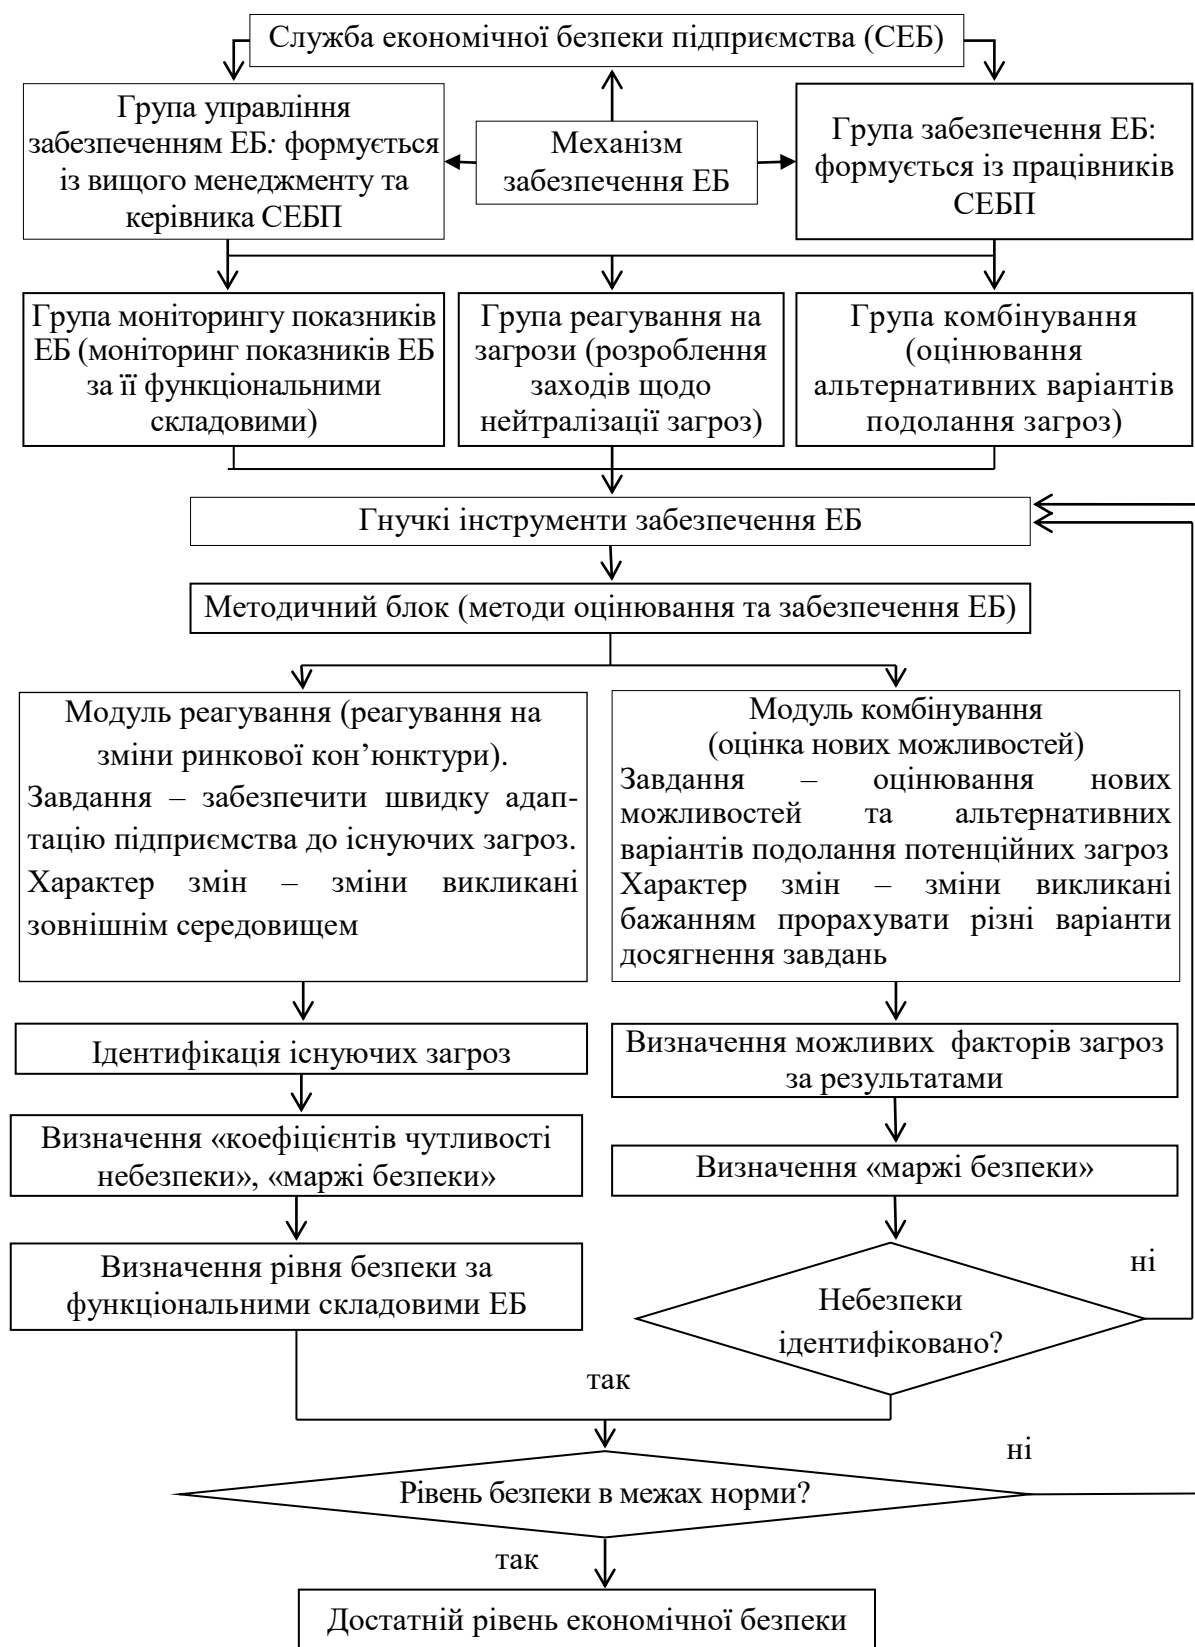 Служба економічної безпеки підприємства (СЕБ)
Група управління
забезпеченням ЕБ: формується
із вищого менеджменту та
керівника СЕБП
Механізм
забезпечення ЕБ
Група забезпечення ЕБ:
формується із працівників
СЕБП
Група моніторингу показників
ЕБ (моніторинг показників ЕБ
за її функціональними
складовими)
Група реагування на
загрози (розроблення
заходів щодо
нейтралізації загроз)
Група комбінування
(оцінювання
альтернативних варіантів
подолання загроз)
Гнучкі інструменти забезпечення ЕБ
Методичний блок (методи оцінювання та забезпечення ЕБ)
Модуль реагування (реагування на
зміни ринкової кон’юнктури).
Завдання – забезпечити швидку адап-
тацію підприємства до існуючих загроз.
Характер змін – зміни викликані
зовнішнім середовищем
Модуль комбінування
(оцінка нових можливостей)
Завдання – оцінювання нових
можливостей та альтернативних
варіантів подолання потенційних загроз
Характер змін – зміни викликані
бажанням прорахувати різні варіанти
досягнення завдань
Ідентифікація існуючих загроз
Визначення можливих факторів загроз
за результатами
Визначення «коефіцієнтів чутливості
небезпеки», «маржі безпеки»
Визначення «маржі безпеки»
Визначення рівня безпеки за
функціональними складовими ЕБ
Небезпеки
ідентифіковано?
ні
так
Рівень безпеки в межах норми?
ні
так
Достатній рівень економічної безпеки